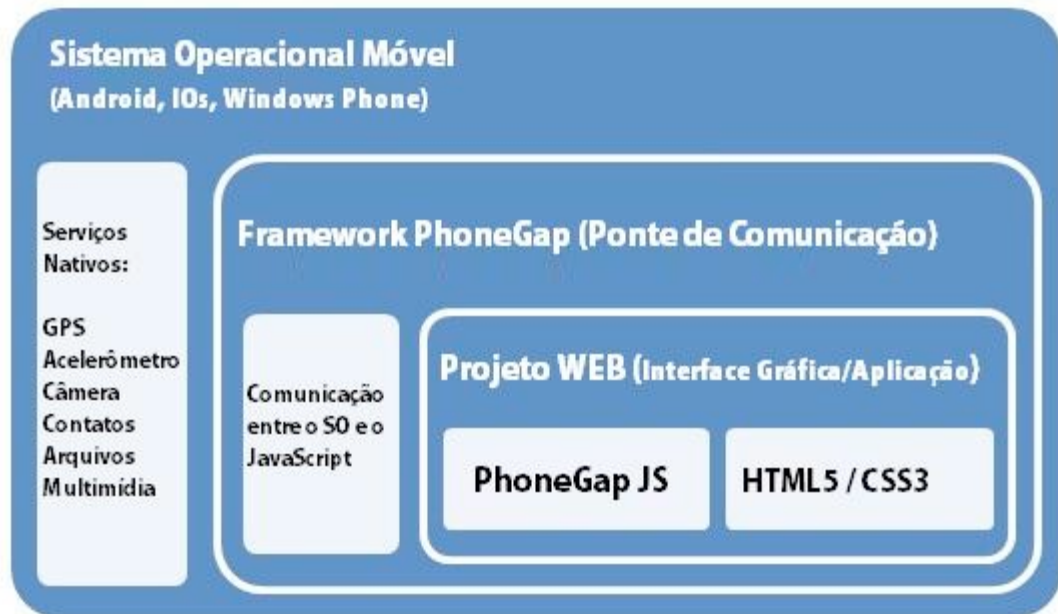 Sistema Operacional Móvel
(Android, IOs, Windows Phone)
Serviços
Nativos:
GPS
Acelerômetro
Câmera
Contatos
Arquivos
Multimídia
Framework PhoneGap (Ponte de Comunicação)
Comunicação
entre o SO e o
JavaScript
Projeto WEB (Interface Gráfica/Aplicação)
PhoneGap JS
HTML5 / CSS3